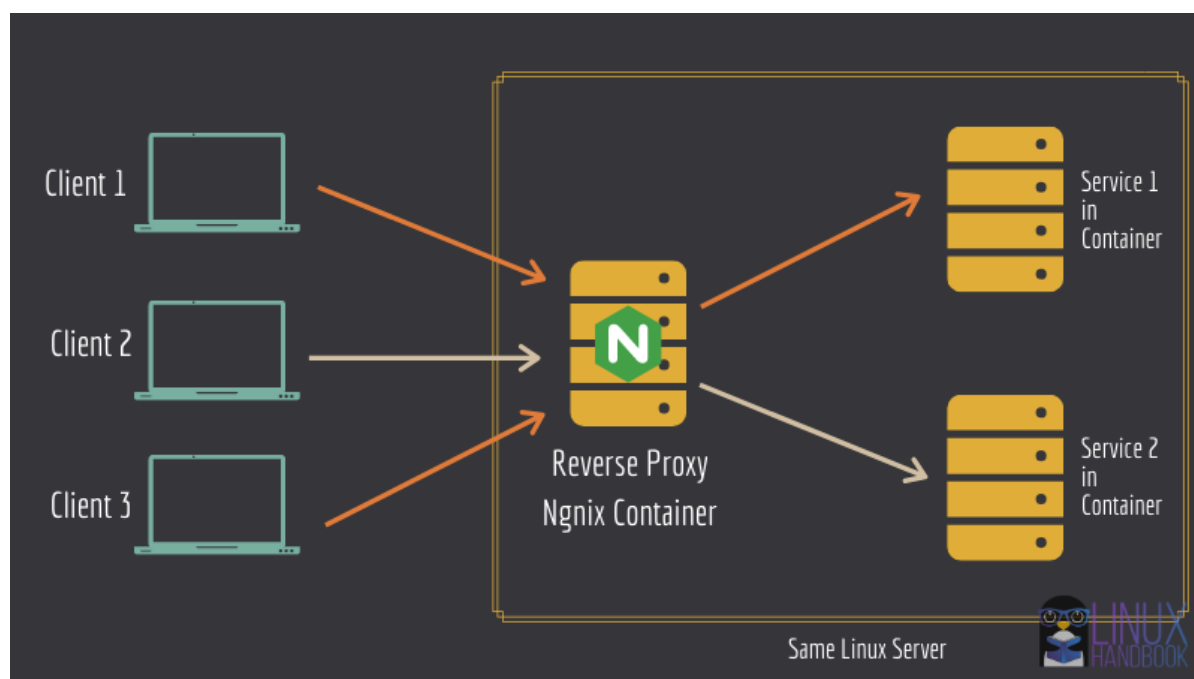 Client 1
Client 2
Client 3
N
Reverse Proxy
Ngnix Container
Service 1
in
Container
Service 2
in
Container
Same Linux Server
LINUX
HANDBOOK